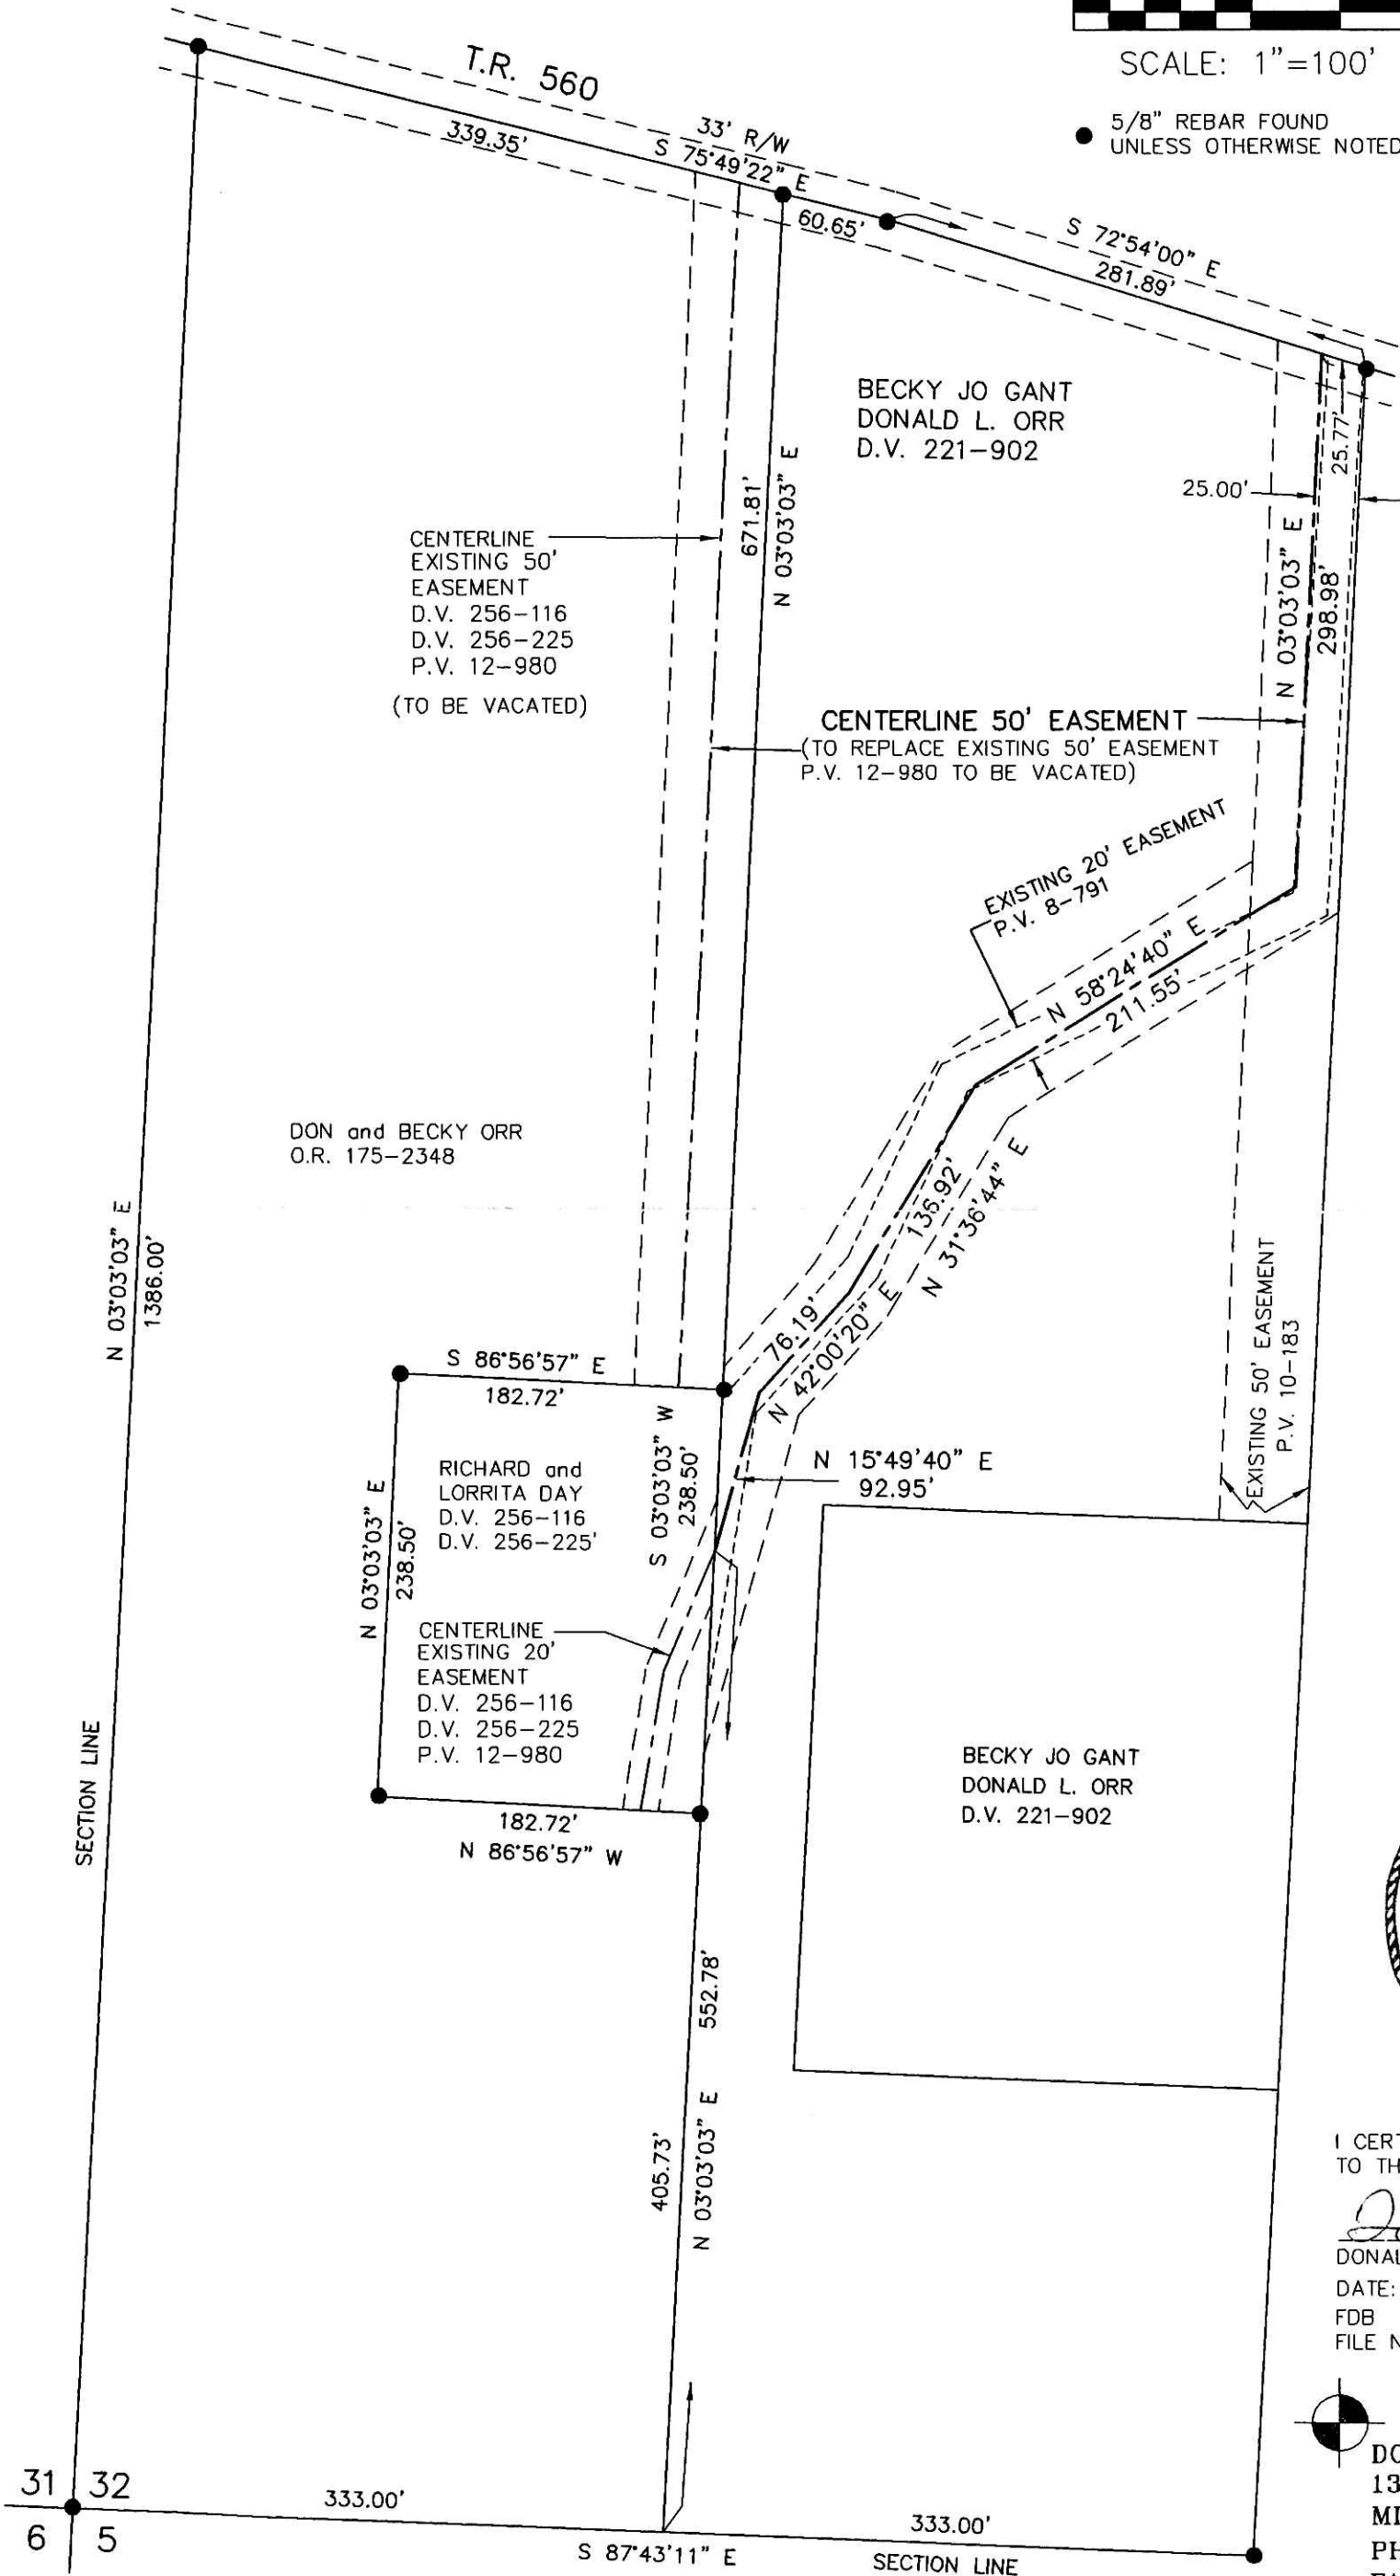 SCALE: 1"=100'
5/8" REBAR FOUND
UNLESS OTHERWISE NOTED
T.R. 560
33' R/W
339.35'
S 75°49'22" E
60.65'
S 72°54'00" E
281.89'
BECKY JO GANT
DONALD L. ORR
D.V. 221-902
25.77'
25.00'
671.81'
N 03°03'03" E
N 03°03'03" E
298.98'
CENTERLINE
EXISTING 50'
EASEMENT
D.V. 256-116
D.V. 256-225
P.V. 12-980
(TO BE VACATED)
CENTERLINE 50' EASEMENT
(TO REPLACE EXISTING 50' EASEMENT
P.V. 12-980 TO BE VACATED)
EXISTING 20' EASEMENT
P.V. 8-791
N 58°24'40" E
211.55'
DON and BECKY ORR
O.R. 175-2348
136.92'
N 31°36'44" E
N 03°03'03" E
1386.00'
76.19'
N 42°00'20" E
EXISTING 50' EASEMENT
P.V. 10-183
S 86°56'57" E
182.72'
S 03°03'03" W
238.50'
N 15°49'40" E
92.95'
RICHARD and
LORRITA DAY
D.V. 256-116
D.V. 256-225'
N 03°03'03" E
238.50'
CENTERLINE
EXISTING 20'
EASEMENT
D.V. 256-116
D.V. 256-225
P.V. 12-980
SECTION LINE
BECKY JO GANT
DONALD L. ORR
D.V. 221-902
182.72'
N 86°56'57" W
552.78'
405.73'
N 03°03'03" E
I CERT
TO TH
DONAL
DATE:
FDB
FILE N
DO
13
MI
PH
31 32
6 5
333.00'
333.00'
S 87°43'11" E
SECTION LINE